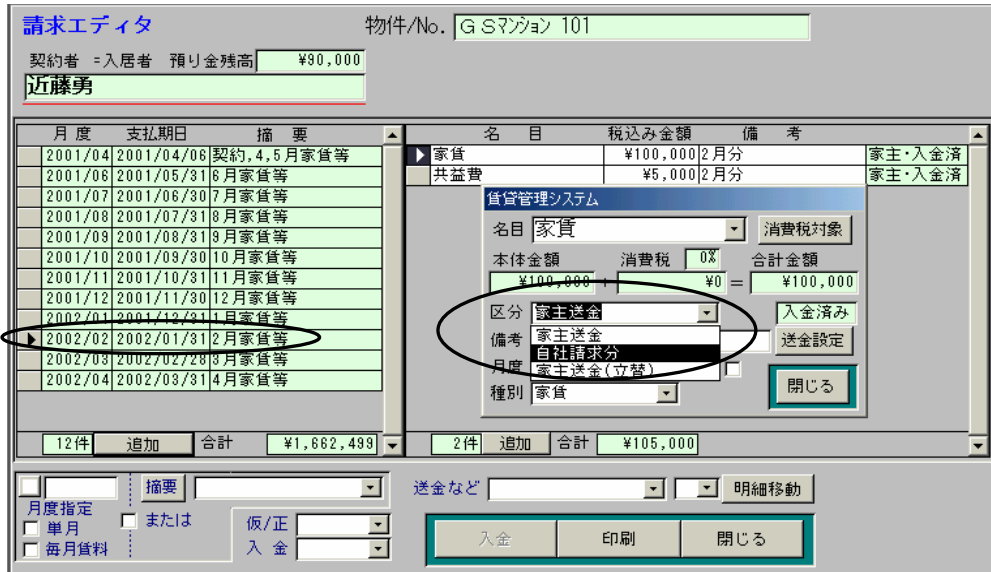 請求エディタ
物件/No. ＧＳﾏﾝｼｮﾝ 101
契約者 =入居者 預り金残高 ¥90,000
近藤勇
月度 支払期日 摘要
2001/04 2001/04/06 契約,4,5月家賃等
2001/06 2001/05/31 6月家賃等
2001/07 2001/06/30 7月家賃等
2001/08 2001/07/31 8月家賃等
2001/09 2001/08/31 9月家賃等
2001/10 2001/09/30 10月家賃等
2001/11 2001/10/31 11月家賃等
2001/12 2001/11/30 12月家賃等
2002/01 2001/12/31 1月家賃等
2002/02 2002/01/31 2月家賃等
2002/03 2002/02/28 3月家賃等
2002/04 2002/03/31 4月家賃等
12件 追加 合計 ¥1,662,499
名目 税込み金額 備考
家賃 ¥100,000 2月分 家主・入金済
共益費 ¥5,000 2月分 家主・入金済
賃貸管理システム
名目 家賃 消費税対象
本体金額 消費税 0% 合計金額
¥100,000 + ¥0 = ¥100,000
区分 家主送金 入金済み
備考 家主送金 送金設定
自社請求分
月度 家主送金(立替)
種別 家賃 閉じる
2件 追加 合計 ¥105,000
摘要
月度指定
単月 または
毎月賃料
仮/正
入金
送金など 明細移動
入金 印刷 閉じる